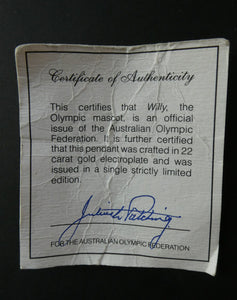 Certificate of Authenticity
This certifies that Willy, the
Olympic mascot, is an official
issue of the Australian Olympic
Federation. It is further certified
that this pendant was crafted in 22
carat gold electroplate and was
issued in a single strictly limited
edition.
FOR THE AUSTRALIAN OLYMPIC FEDERATION